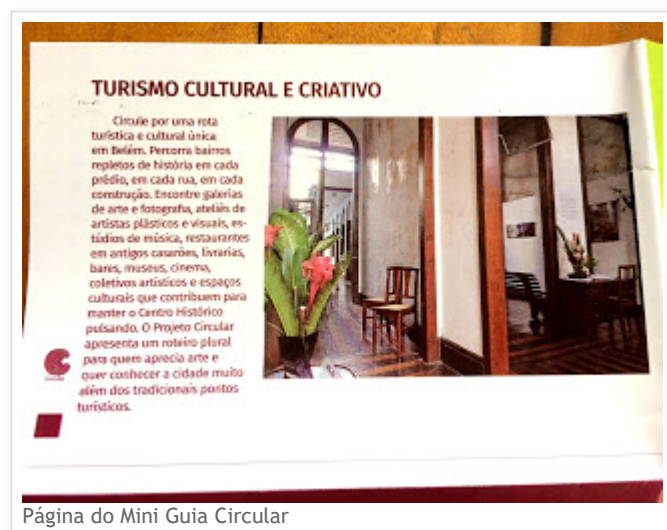 TURISMO CULTURAL E CRIATIVO
Circule por uma rota
turística e cultural única
em Belém. Percorra bairros
repletos de história em cada
prédio, em cada rua, em cada
construção. Encontre galerias
de arte e fotografia, ateliês de
artistas plásticos e visuais, es-
túdios de música, restaurantes
em antigos casarões, livrarias,
bares, museus, cinema,
coletivos artísticos e espaços
culturais que contribuem para
manter o Centro Histórico
pulsando. O Projeto Circular
apresenta um roteiro plural
para quem aprecia arte e
quer conhecer a cidade muito
além dos tradicionais pontos
turísticos.
Página do Mini Guia Circular